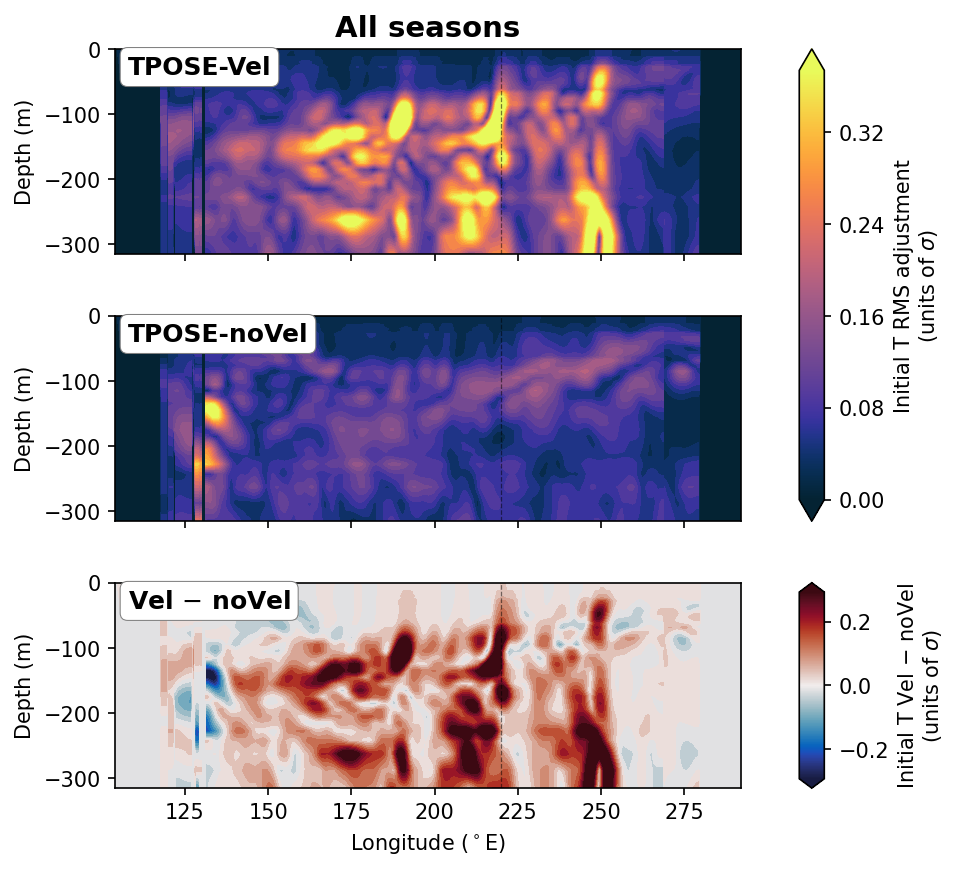 All seasons
TPOSE-Vel
0
−100
−200
−300
Depth (m)
TPOSE-noVel
0
−100
−200
−300
Depth (m)
Vel − noVel
0
−100
−200
−300
Depth (m)
125 150 175 200 225 250 275
Longitude (°E)
0.32
0.24
0.16
0.08
0.00
Initial T RMS adjustment
(units of σ)
0.2
0.0
−0.2
Initial T Vel − noVel
(units of σ)